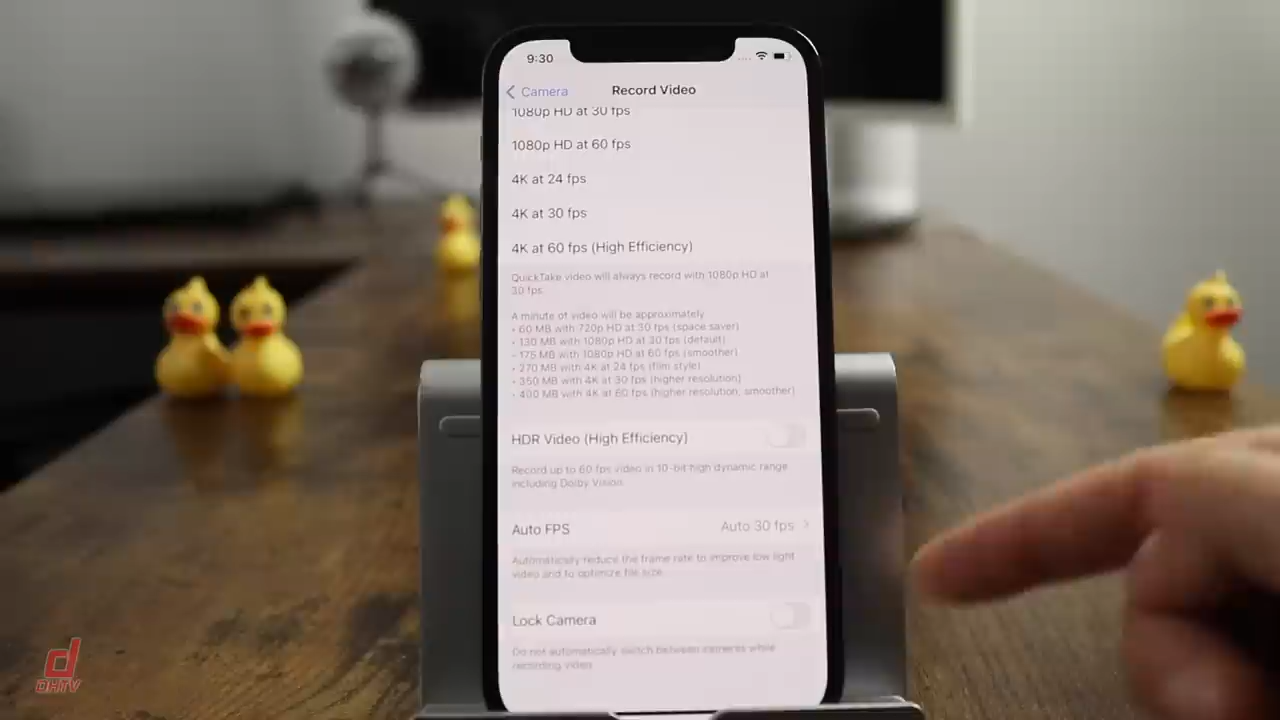 9:30
Camera
Record Video
1080p HD at 30 fps
1080p HD at 60 fps
4K at 24 fps
4K at 30 fps
4K at 60 fps (High Efficiency)
QuickTake video will always record with 1080p HD at
30 fps.
A minute of video will be approximately
• 60 MB with 720p HD at 30 fps (space saver)
• 130 MB with 1080p HD at 30 fps (default)
• 175 MB with 1080p HD at 60 fps (smoother)
• 270 MB with 4K at 24 fps (film style)
• 350 MB with 4K at 30 fps (higher resolution)
• 400 MB with 4K at 60 fps (higher resolution, smoother)
HDR Video (High Efficiency)
Record up to 60 fps video in 10-bit high dynamic range
including Dolby Vision.
Auto FPS
Auto 30 fps
Automatically reduce the frame rate to improve low light
video and to optimize file size.
Lock Camera
Do not automatically switch between cameras while
recording video.
d
DHTV